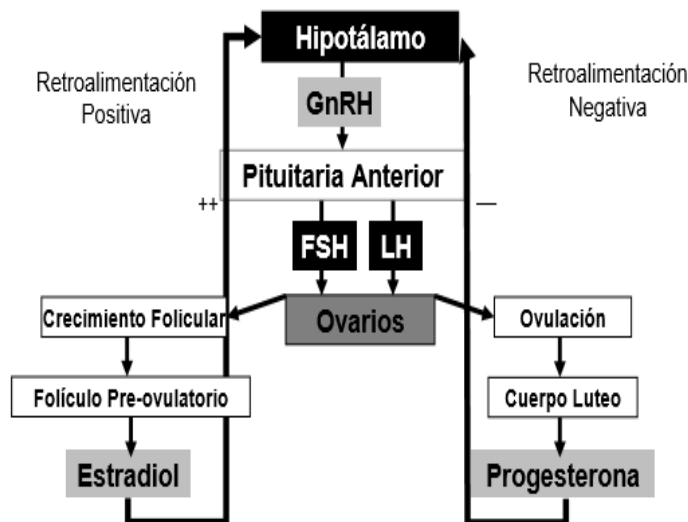 Hipotálamo
Retroalimentación
Positiva
Retroalimentación
Negativa
GnRH
Pituitaria Anterior
++
—
FSH
LH
Crecimiento Folicular
Ovarios
Ovulación
Folículo Pre-ovulatorio
Cuerpo Luteo
Estradiol
Progesterona